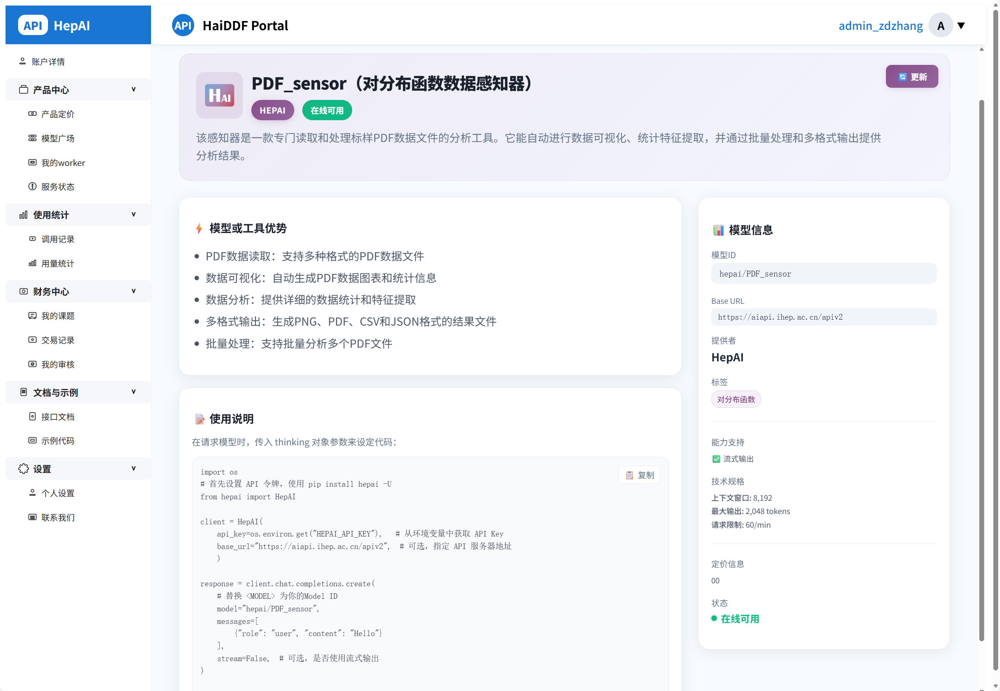 API HepAI
API HaiDDF Portal
admin_zdzhang A ▼
账户详情
产品中心
产品定价
模型广场
我的worker
服务状态
使用统计
调用记录
用量统计
财务中心
我的课题
交易记录
我的审核
文档与示例
接口文档
示例代码
设置
个人设置
联系我们
H AI
PDF_sensor（对分布函数数据感知器）
HEPAI 在线可用
更新
该感知器是一款专门读取和处理标样PDF数据文件的分析工具。它能自动进行数据可视化、统计特征提取，并通过批量处理和多格式输出提供
分析结果。
模型或工具优势
• PDF数据读取：支持多种格式的PDF数据文件
• 数据可视化：自动生成PDF数据图表和统计信息
• 数据分析：提供详细的数据统计和特征提取
• 多格式输出：生成PNG、PDF、CSV和JSON格式的结果文件
• 批量处理：支持批量分析多个PDF文件
使用说明
在请求模型时，传入 thinking 对象参数来设定代码：
复制
import os
# 首先设置 API 令牌，使用 pip install hepai -U
from hepai import HepAI
client = HepAI(
api_key=os.environ.get("HEPAI_API_KEY"),   # 从环境变量中获取 API Key
base_url="https://aiapi.ihep.ac.cn/apiv2",  # 可选，指定 API 服务器地址
)
response = client.chat.completions.create(
# 替换 <MODEL> 为你的Model ID
model="hepai/PDF_sensor",
messages=[
{"role": "user", "content": "Hello"}
],
stream=False,  # 可选，是否使用流式输出
)
模型信息
模型ID
hepai/PDF_sensor
Base URL
https://aiapi.ihep.ac.cn/apiv2
提供者
HepAI
标签
对分布函数
能力支持
流式输出
技术规格
上下文窗口: 8,192
最大输出: 2,048 tokens
请求限制: 60/min
定价信息
00
状态
在线可用